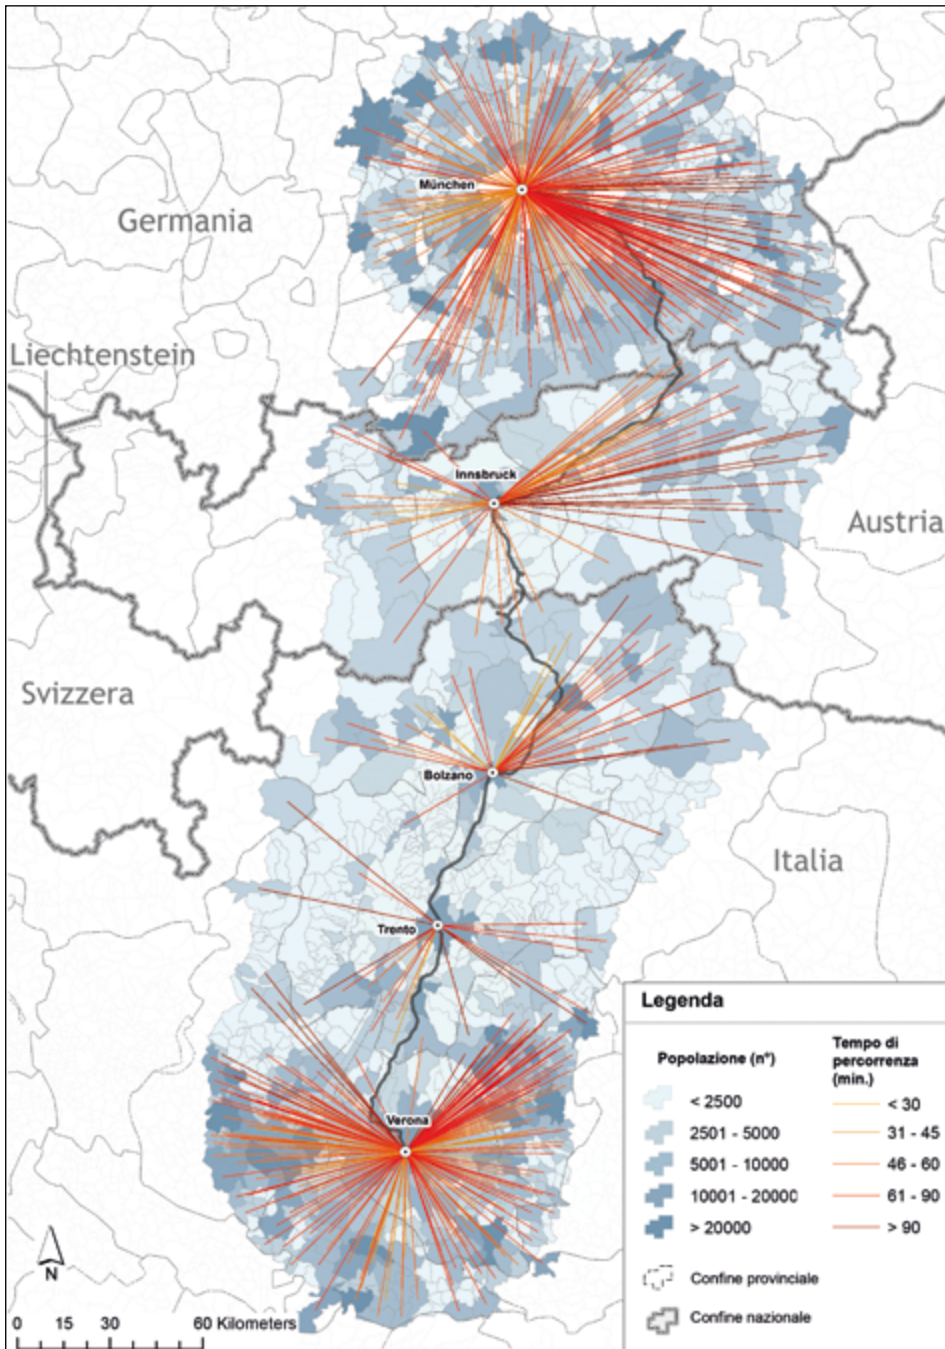 München
Germania
Liechtenstein
Innsbruck
Austria
Svizzera
Bolzano
Italia
Trento
Verona
Legenda
Popolazione (n°)
< 2500
2501 - 5000
5001 - 10000
10001 - 20000
> 20000
Tempo di
percorrenza
(min.)
< 30
31 - 45
46 - 60
61 - 90
> 90
Confine provinciale
Confine nazionale
N
0 15 30 60 Kilometers